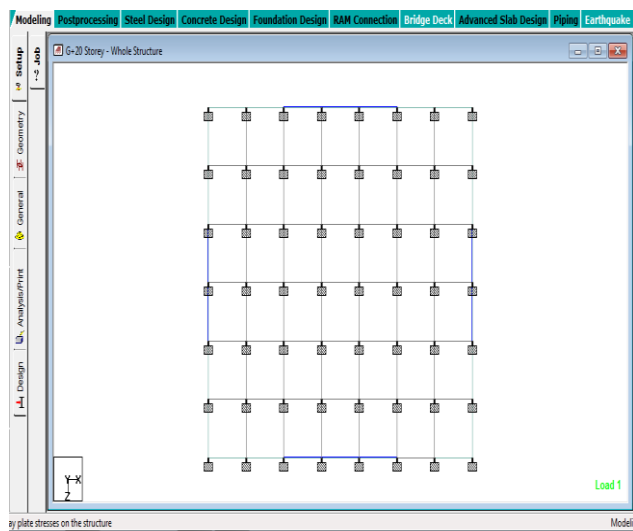 Modeling Postprocessing Steel Design Concrete Design Foundation Design RAM Connection Bridge Deck Advanced Slab Design Piping Earthquake
G+20 Storey - Whole Structure
Setup
Job
Geometry
General
Analysis/Print
Design
Y X
Z
Load 1
ay plate stresses on the structure
Modeli